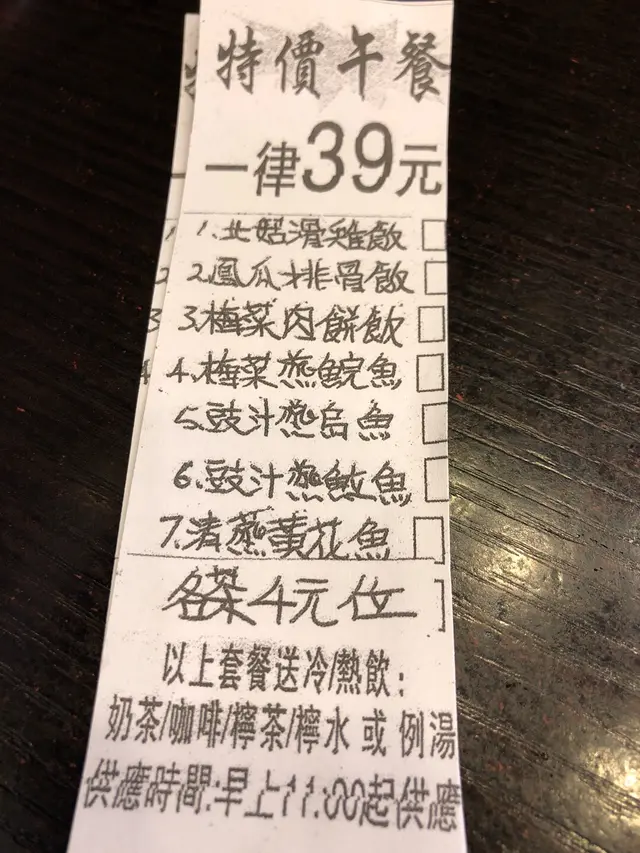 特價午餐
一律39元
1.北菇滑雞飯
2.鳳瓜排骨飯
3.梅菜肉餅飯
4.梅菜蒸鯇魚
5.豉汁蒸烏魚
6.豉汁蒸鮫魚
7.清蒸黃花魚
名茶4元位
以上套餐送冷/熱飲:
奶茶/咖啡/檸茶/檸水 或 例湯
供應時間:早上11:00起供應